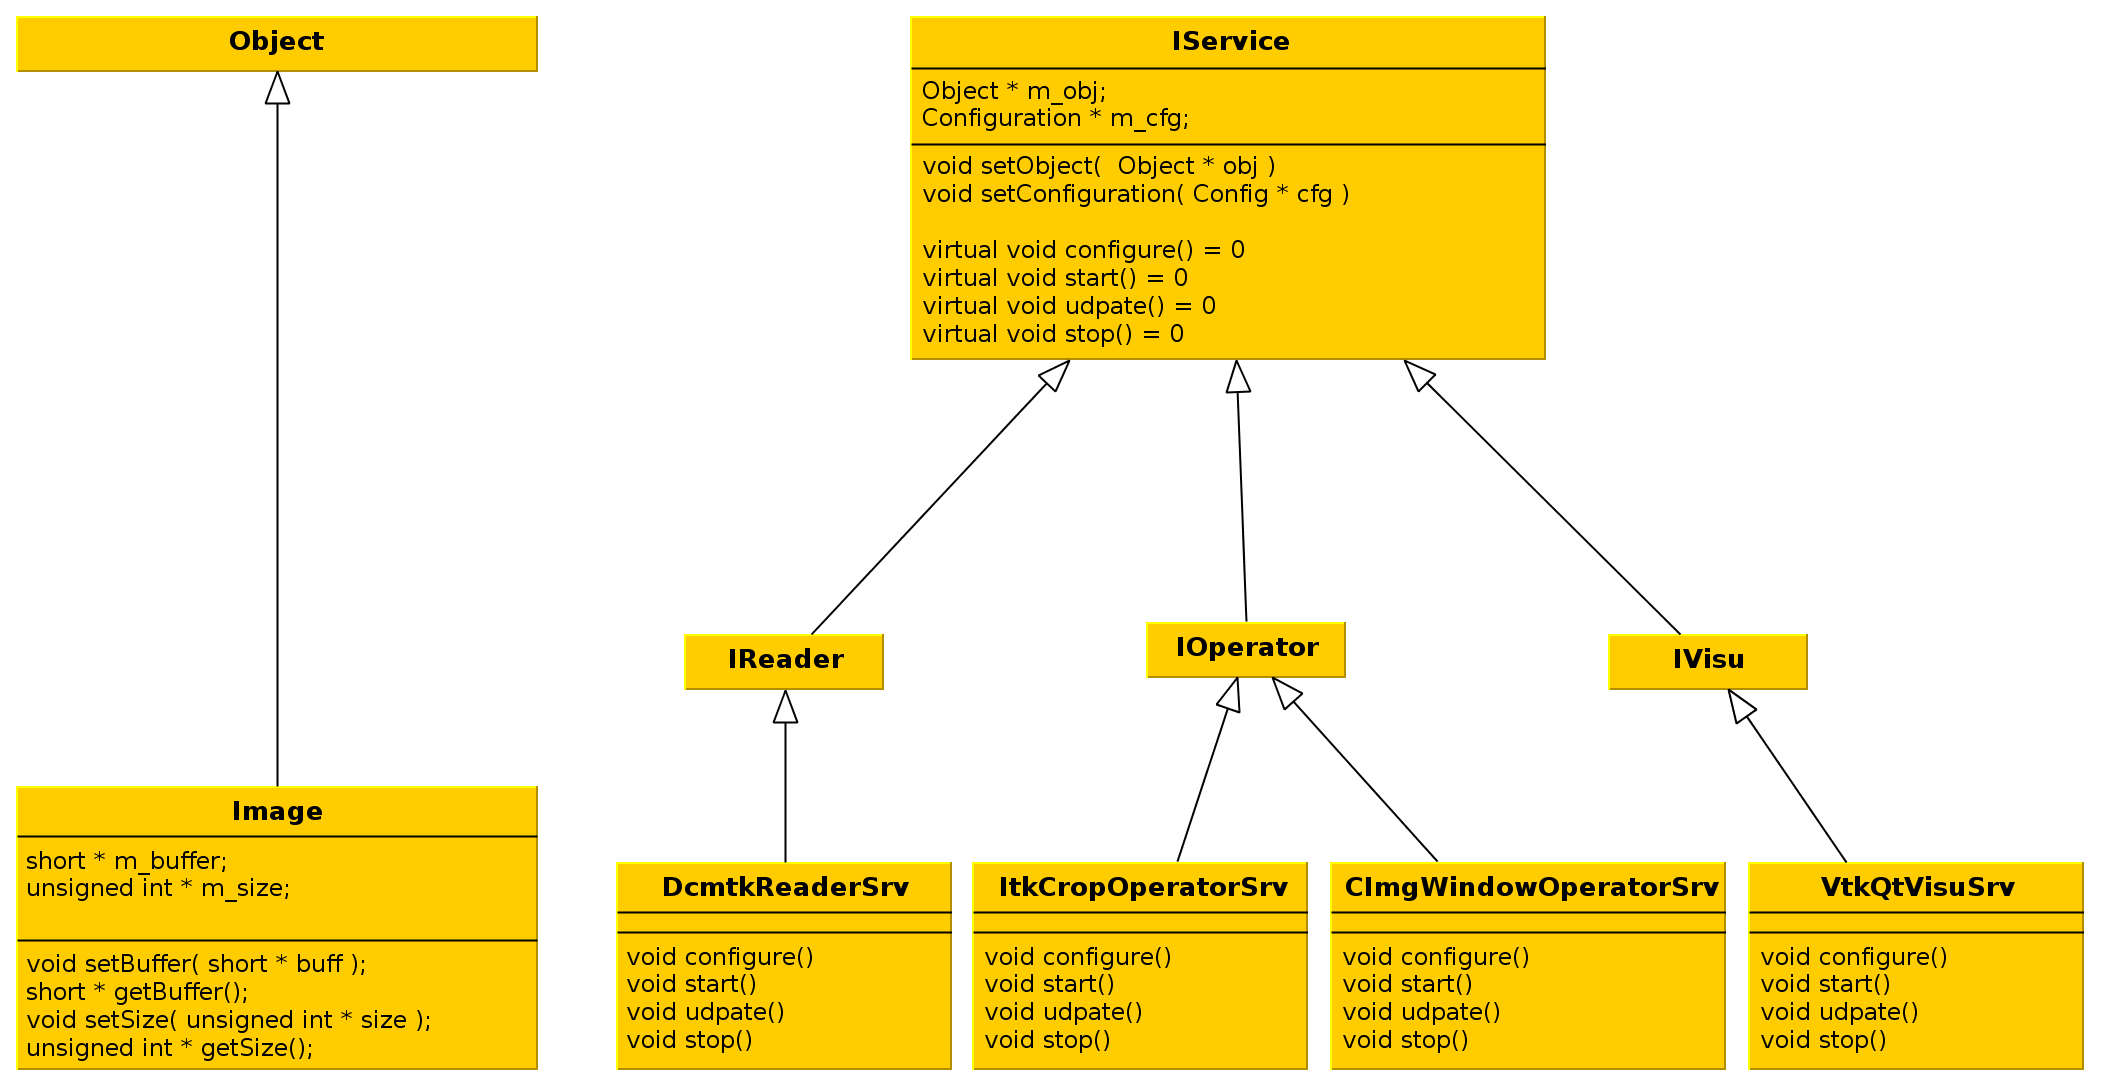 Object
IService
Object * m_obj;
Configuration * m_cfg;
void setObject(  Object * obj )
void setConfiguration( Config * cfg )
virtual void configure() = 0
virtual void start() = 0
virtual void udpate() = 0
virtual void stop() = 0
IReader
IOperator
IVisu
Image
short * m_buffer;
unsigned int * m_size;
void setBuffer( short * buff );
short * getBuffer();
void setSize( unsigned int * size );
unsigned int * getSize();
DcmtkReaderSrv
void configure()
void start()
void udpate()
void stop()
ItkCropOperatorSrv
void configure()
void start()
void udpate()
void stop()
CImgWindowOperatorSrv
void configure()
void start()
void udpate()
void stop()
VtkQtVisuSrv
void configure()
void start()
void udpate()
void stop()